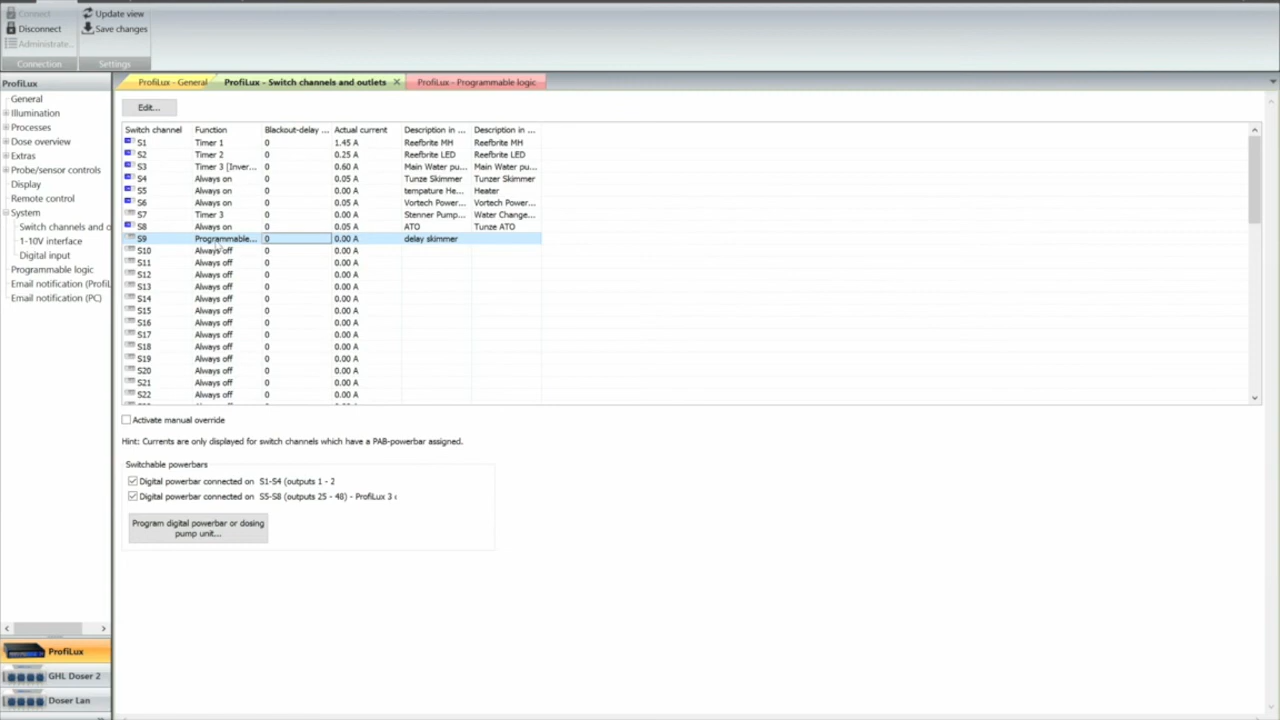 Connect
Disconnect
Administrate...
Connection
Update view
Save changes
Settings
ProfiLux
General
Illumination
Processes
Dose overview
Extras
Probe/sensor controls
Display
Remote control
System
Switch channels and o
1-10V interface
Digital input
Programmable logic
Email notification (Profil
Email notification (PC)
ProfiLux
GHL Doser 2
Doser Lan
ProfiLux - General
ProfiLux - Switch channels and outlets
ProfiLux - Programmable logic
Edit...
Switch channel Function Blackout-delay ... Actual current Description in ... Description in ...
S1 Timer 1 0 1.45 A Reefbrite MH Reefbrite MH
S2 Timer 2 0 0.25 A Reefbrite LED Reefbrite LED
S3 Timer 3 [Inver... 0 0.60 A Main Water pu... Main Water pu...
S4 Always on 0 0.05 A Tunze Skimmer Tunzer Skimmer
S5 Always on 0 0.00 A tempature He... Heater
S6 Always on 0 0.05 A Vortech Power... Vortech Power...
S7 Timer 3 0 0.00 A Stenner Pump... Water Change...
S8 Always on 0 0.05 A ATO Tunze ATO
S9 Programmable... 0 0.00 A delay skimmer
S10 Always off 0 0.00 A
S11 Always off 0 0.00 A
S12 Always off 0 0.00 A
S13 Always off 0 0.00 A
S14 Always off 0 0.00 A
S15 Always off 0 0.00 A
S16 Always off 0 0.00 A
S17 Always off 0 0.00 A
S18 Always off 0 0.00 A
S19 Always off 0 0.00 A
S20 Always off 0 0.00 A
S21 Always off 0 0.00 A
S22 Always off 0 0.00 A
Activate manual override
Hint: Currents are only displayed for switch channels which have a PAB-powerbar assigned.
Switchable powerbars
Digital powerbar connected on S1-S4 (outputs 1 - 2
Digital powerbar connected on S5-S8 (outputs 25 - 48) - ProfiLux 3
Program digital powerbar or dosing
pump unit...